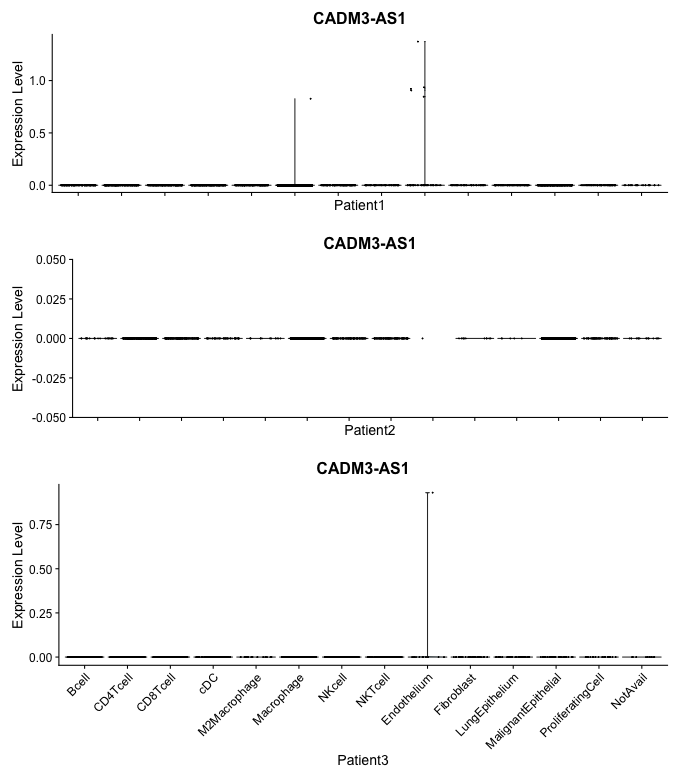 CADM3-AS1
Expression Level
1.0
0.5
0.0
Patient1
CADM3-AS1
Expression Level
0.050
0.025
0.000
-0.025
-0.050
Patient2
CADM3-AS1
Expression Level
0.75
0.50
0.25
0.00
Bcell
CD4Tcell
CD8Tcell
cDC
M2Macrophage
Macrophage
NKcell
NKTcell
Endothelium
Fibroblast
LungEpithelium
MalignantEpithelial
ProliferatingCell
NotAvail
Patient3